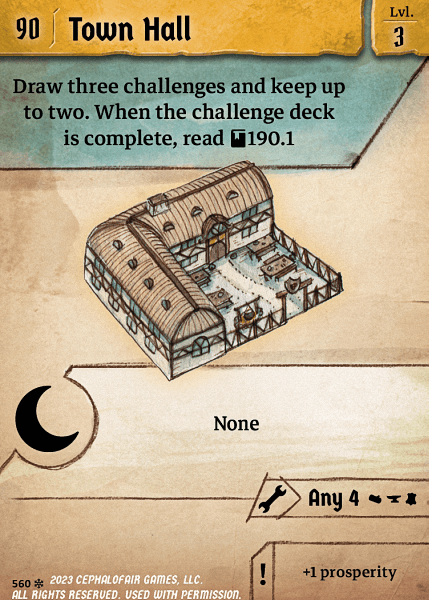 90 Town Hall
Lvl.
3
Draw three challenges and keep up
to two. When the challenge deck
is complete, read 190.1
None
Any 4
! +1 prosperity
560 2023 CEPHALOFAIR GAMES, LLC.
ALL RIGHTS RESERVED. USED WITH PERMISSION.